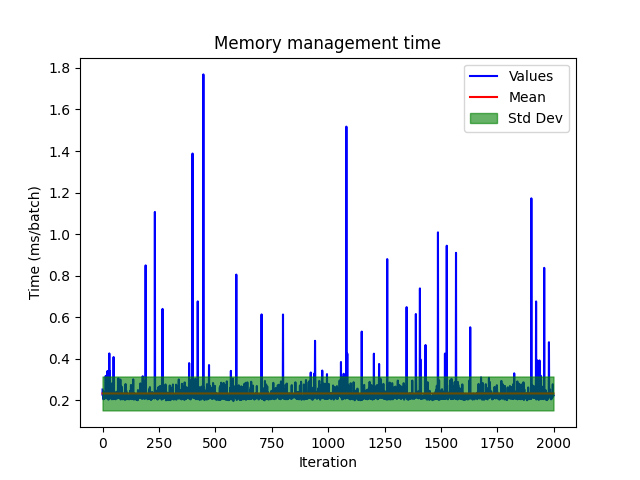 Memory management time
Values
Mean
Std Dev
Time (ms/batch)
1.8
1.6
1.4
1.2
1.0
0.8
0.6
0.4
0.2
0 250 500 750 1000 1250 1500 1750 2000
Iteration